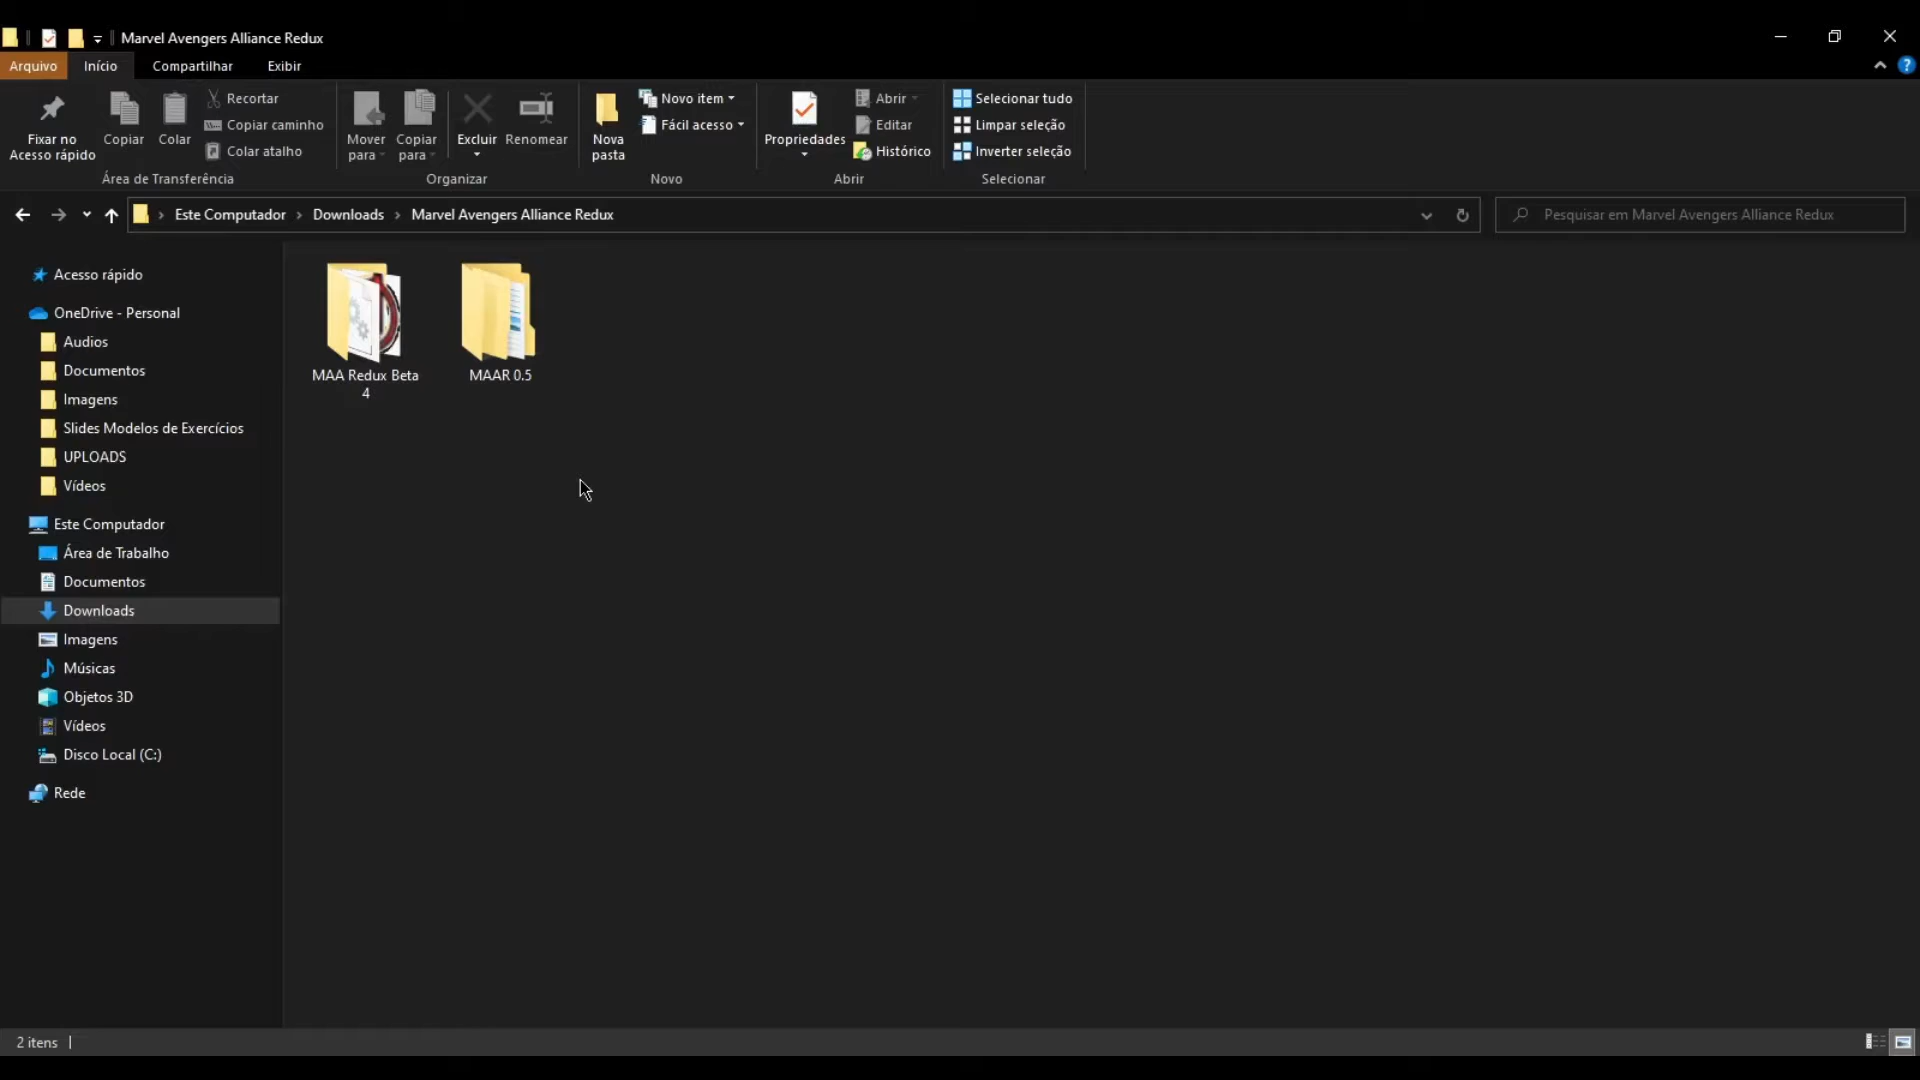 Marvel Avengers Alliance Redux
Arquivo Início Compartilhar Exibir
Fixar no
Acesso rápido
Copiar
Colar
Recortar
Copiar caminho
Colar atalho
Área de Transferência
Mover
para
Copiar
para
Excluir
Renomear
Organizar
Nova
pasta
Novo item
Fácil acesso
Novo
Propriedades
Abrir
Editar
Histórico
Abrir
Selecionar tudo
Limpar seleção
Inverter seleção
Selecionar
Este Computador › Downloads › Marvel Avengers Alliance Redux
Pesquisar em Marvel Avengers Alliance Redux
Acesso rápido
OneDrive - Personal
Audios
Documentos
Imagens
Slides Modelos de Exercícios
UPLOADS
Vídeos
Este Computador
Área de Trabalho
Documentos
Downloads
Imagens
Músicas
Objetos 3D
Vídeos
Disco Local (C:)
Rede
MAA Redux Beta
4
MAAR 0.5
2 itens